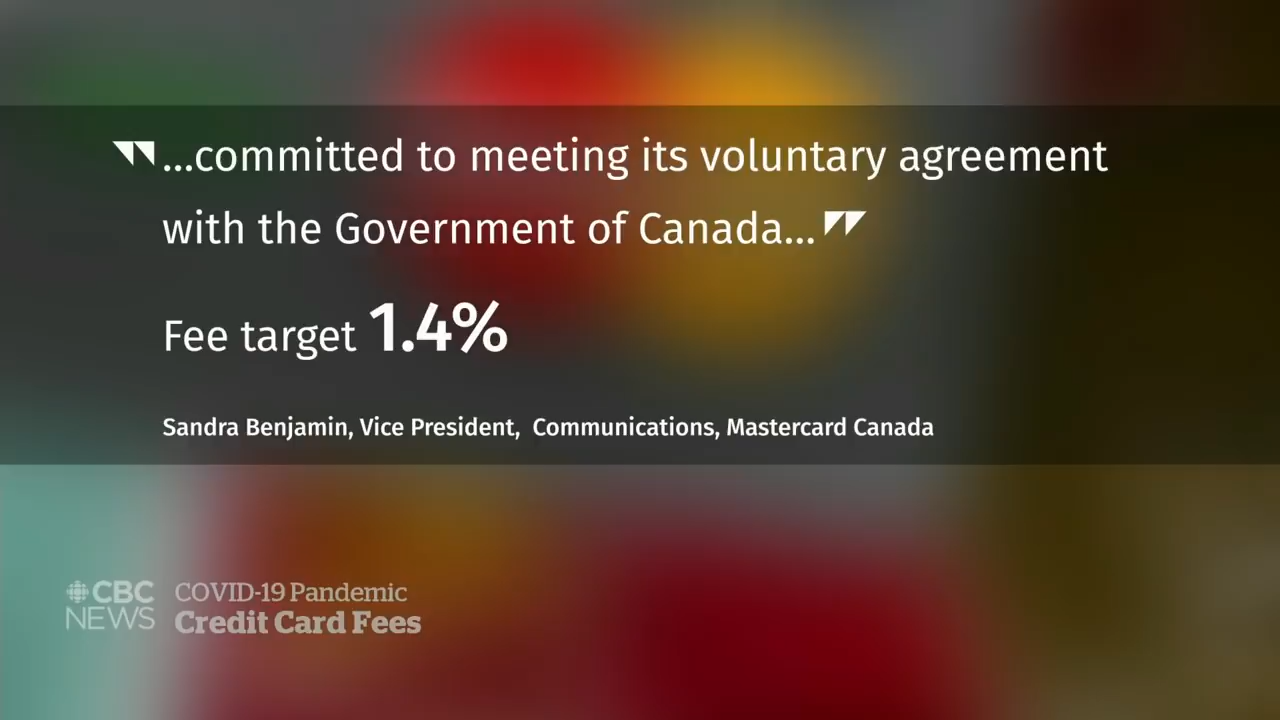 "...committed to meeting its voluntary agreement
with the Government of Canada..."
Fee target 1.4%
Sandra Benjamin, Vice President, Communications, Mastercard Canada
CBC
NEWS
COVID-19 Pandemic
Credit Card Fees